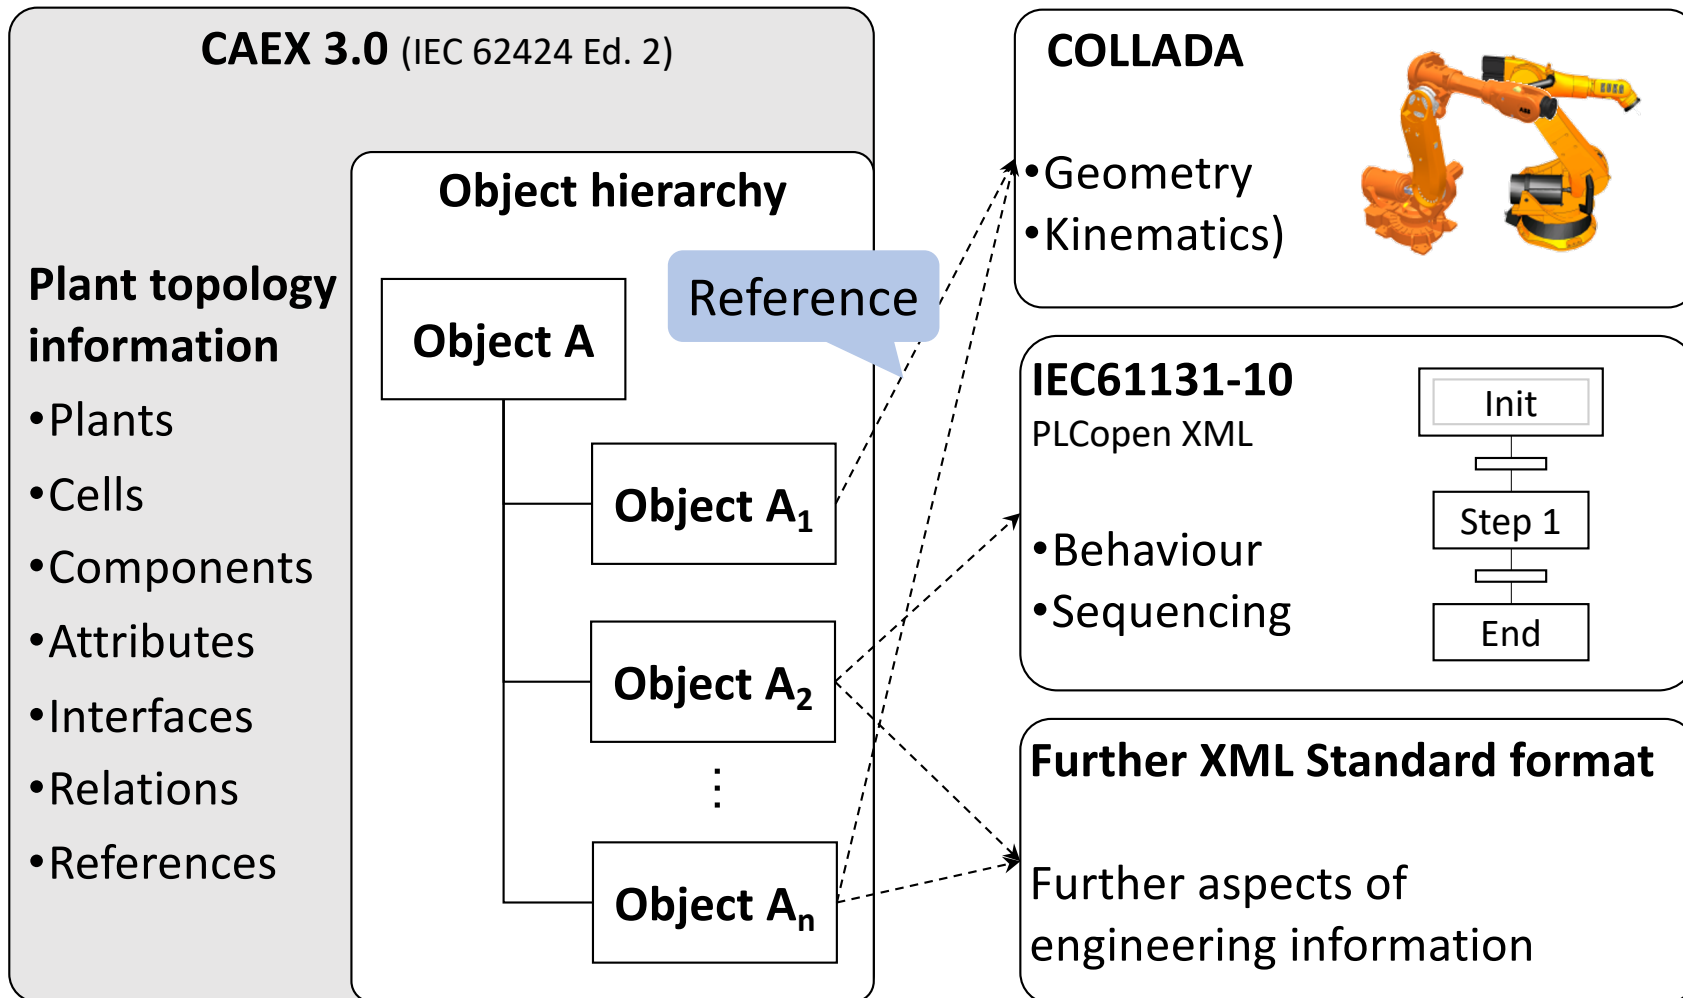 CAEX 3.0 (IEC 62424 Ed. 2)
Plant topology
information
•Plants
•Cells
•Components
•Attributes
•Interfaces
•Relations
•References
Object hierarchy
Object A
Object A₁
Object A₂
⋮
Object Aₙ
Reference
COLLADA
•Geometry
•Kinematics)
ABB
IEC61131-10
PLCopen XML
•Behaviour
•Sequencing
Init
Step 1
End
Further XML Standard format
Further aspects of
engineering information